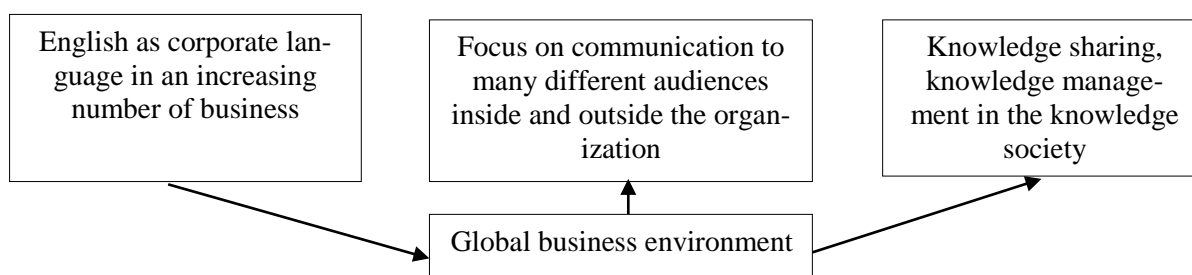 English as corporate lan-
guage in an increasing
number of business
Focus on communication to
many different audiences
inside and outside the organ-
ization
Knowledge sharing,
knowledge manage-
ment in the knowledge
society
Global business environment